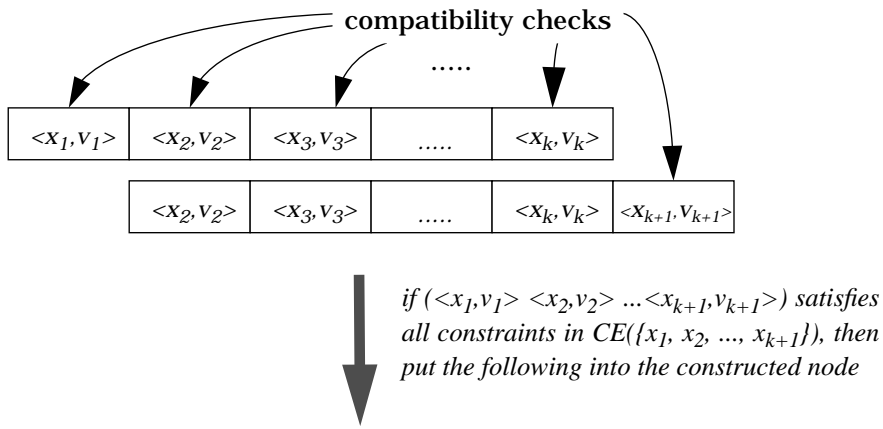 compatibility checks
.....
<x1,v1> <x2,v2> <x3,v3> ..... <xk,vk>
<x2,v2> <x3,v3> ..... <xk,vk> <xk+1,vk+1>
if (<x1,v1> <x2,v2> ...<xk+1,vk+1>) satisfies
all constraints in CE({x1, x2, ..., xk+1}), then
put the following into the constructed node